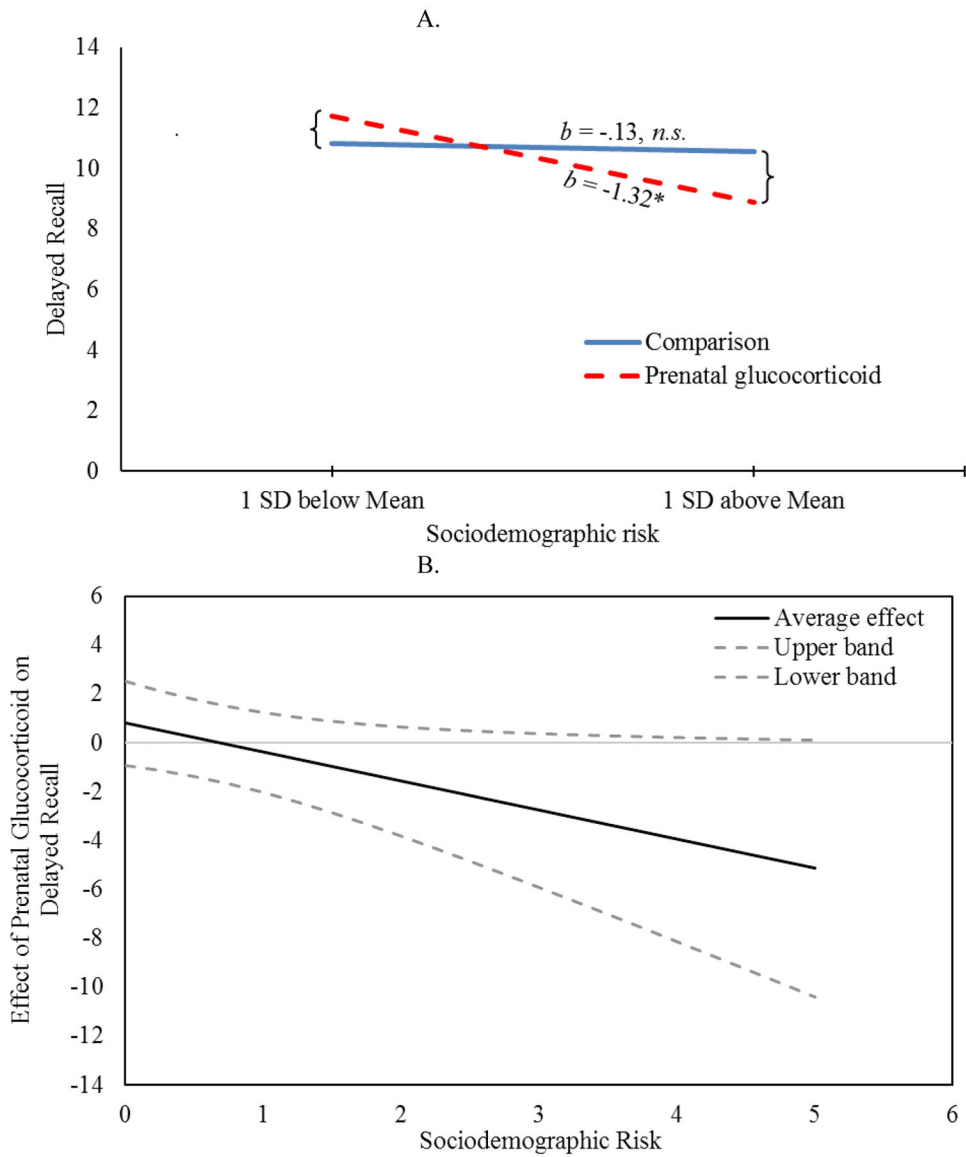 A.
14
12
10
8
6
4
2
0
Delayed Recall
b = -.13, n.s.
b = -1.32*
Comparison
Prenatal glucocorticoid
1 SD below Mean
1 SD above Mean
Sociodemographic risk
B.
6
4
2
0
-2
-4
-6
-8
-10
-12
-14
Effect of Prenatal Glucocorticoid on
Delayed Recall
Average effect
Upper band
Lower band
0 1 2 3 4 5 6
Sociodemographic Risk